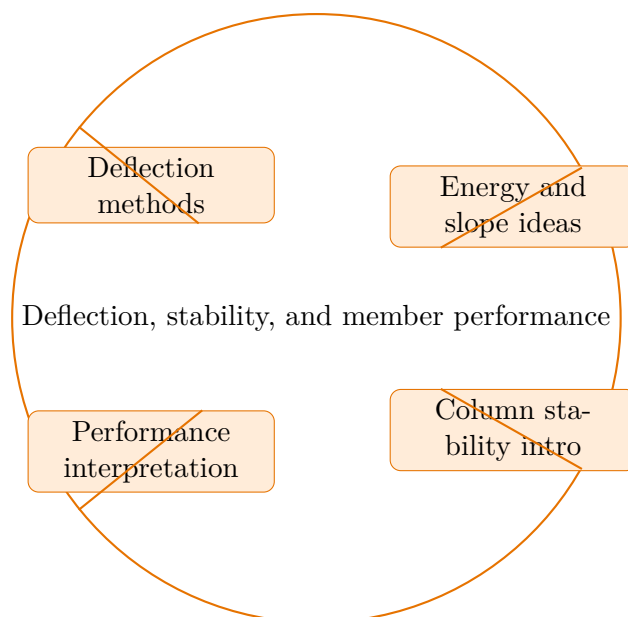 Deflection
methods
Energy and
slope ideas
Deflection, stability, and member performance
Performance
interpretation
Column sta-
bility intro